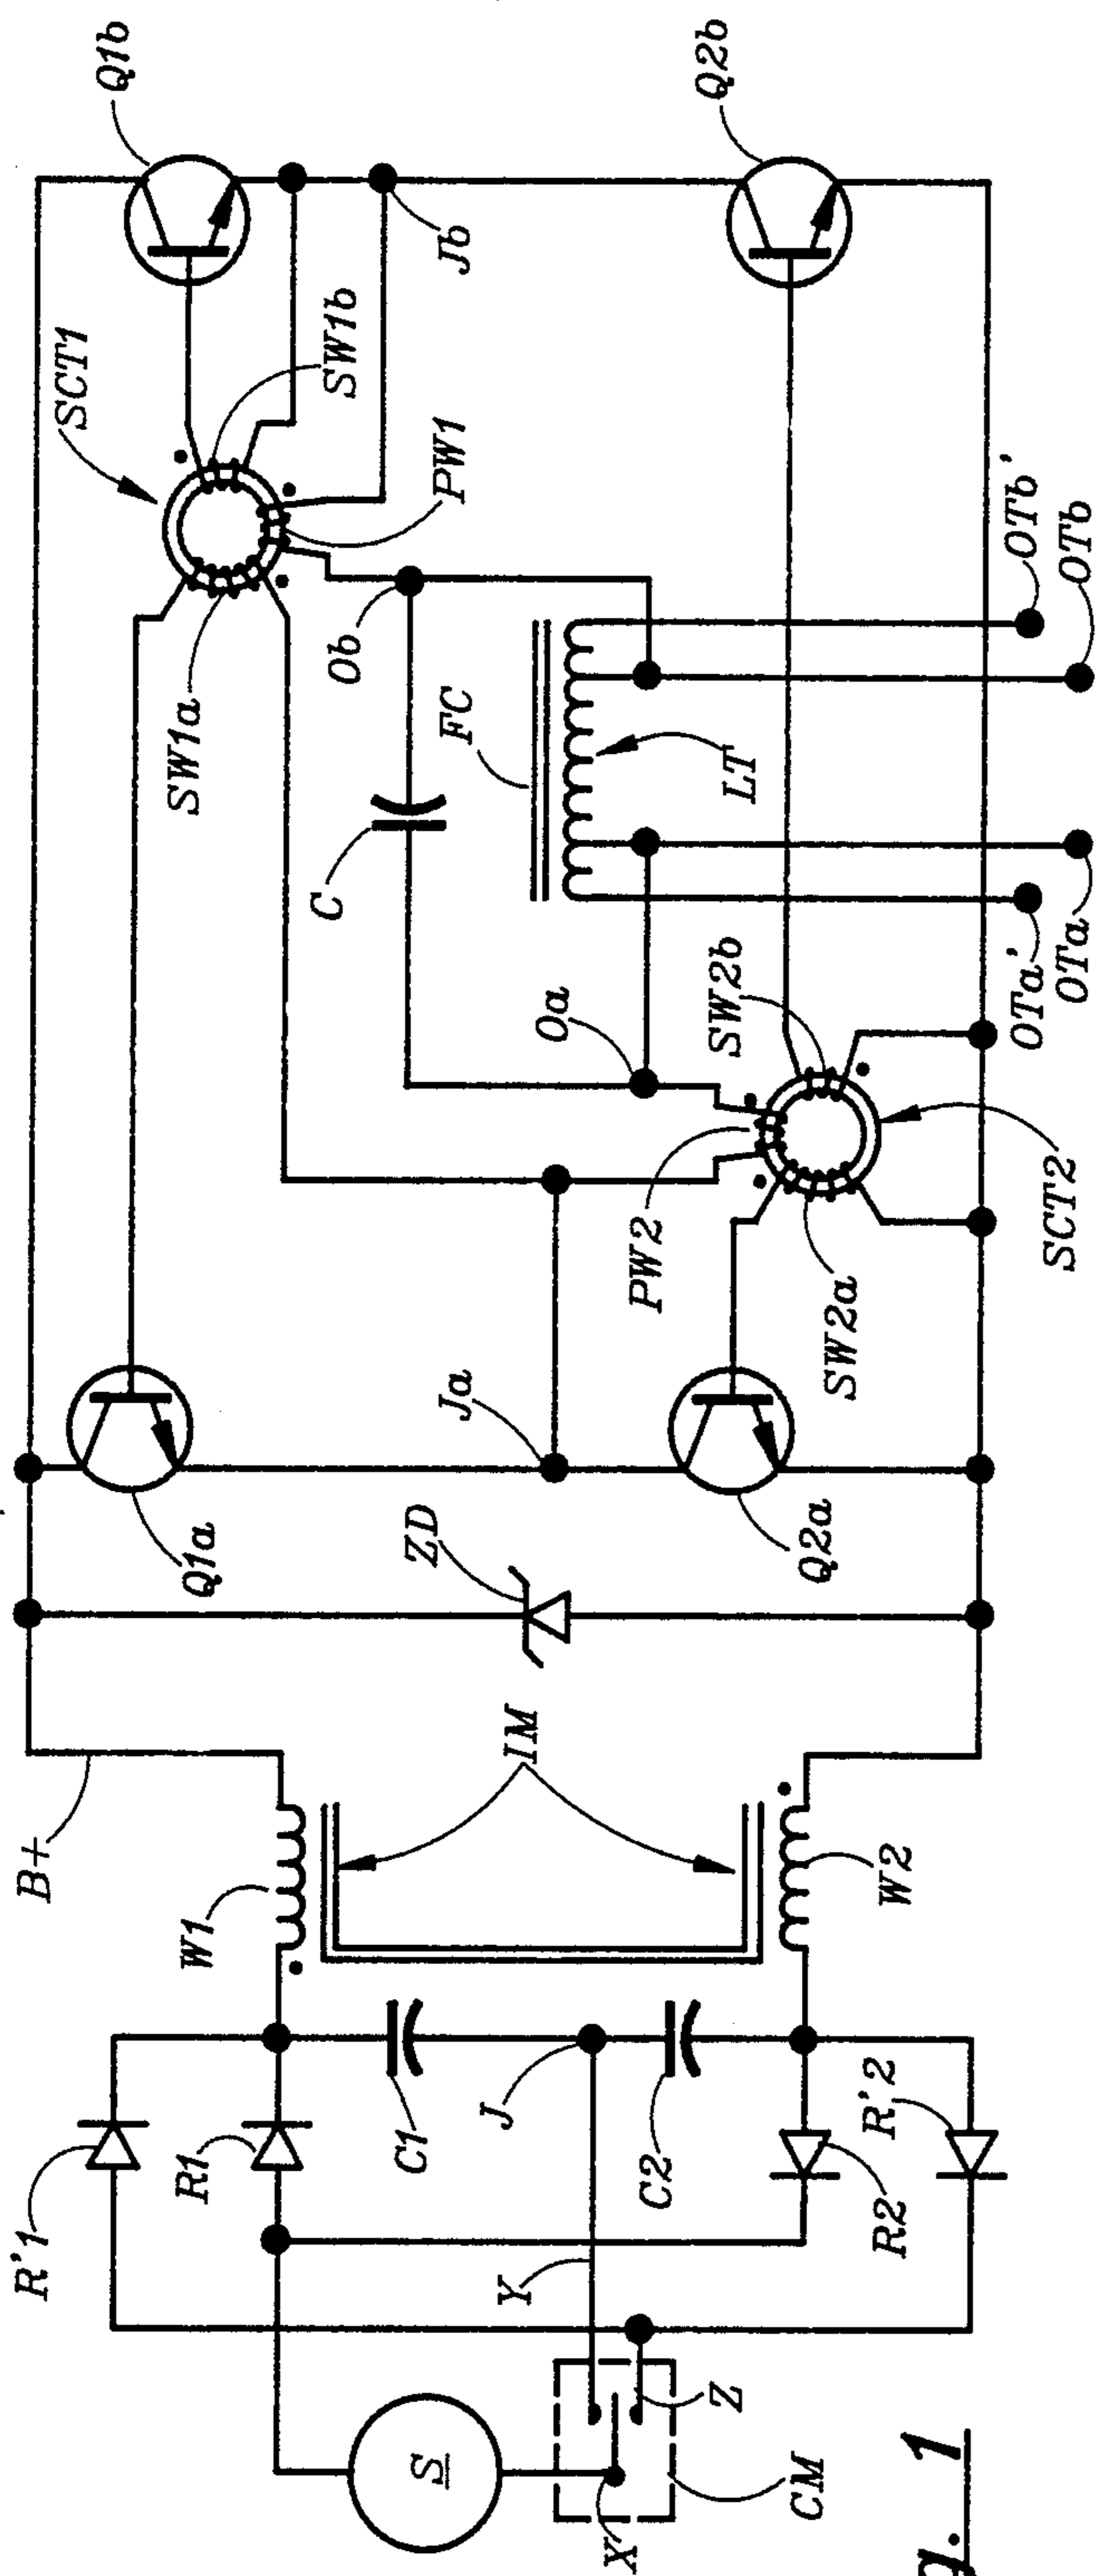 Q1b
Q2b
SCT1
SW1b
Jb
PW1
SW1a
Ob
FC
C
LT
OTb'
OTb
Oa
SW2b
OTa'
OTa
PW2
SW2a
SCT2
Ja
Q1a
ZD
Q2a
B+
IM
W1
W2
R'1
R1
C1
J
C2
R2
R'2
Y
S
Z
X
CM
g. 1